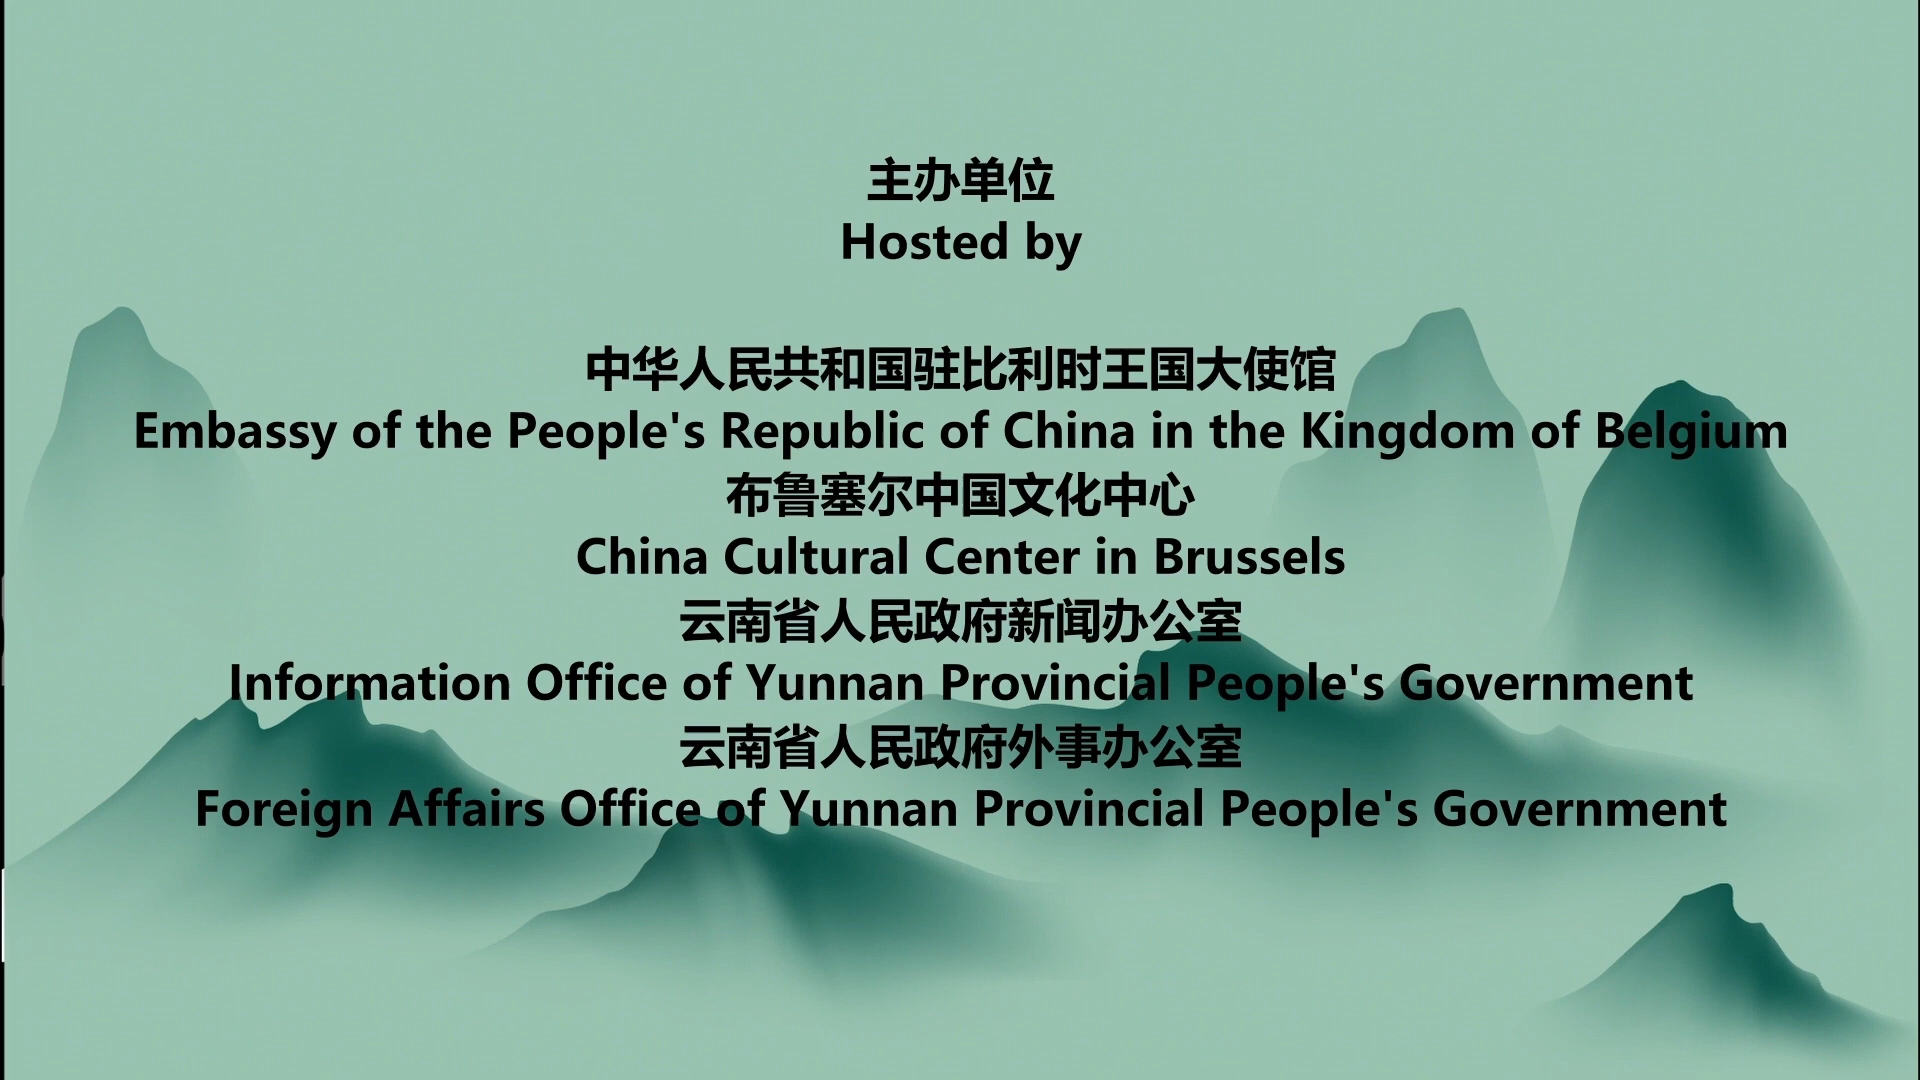 主办单位
Hosted by
中华人民共和国驻比利时王国大使馆
Embassy of the People's Republic of China in the Kingdom of Belgium
布鲁塞尔中国文化中心
China Cultural Center in Brussels
云南省人民政府新闻办公室
Information Office of Yunnan Provincial People's Government
云南省人民政府外事办公室
Foreign Affairs Office of Yunnan Provincial People's Government